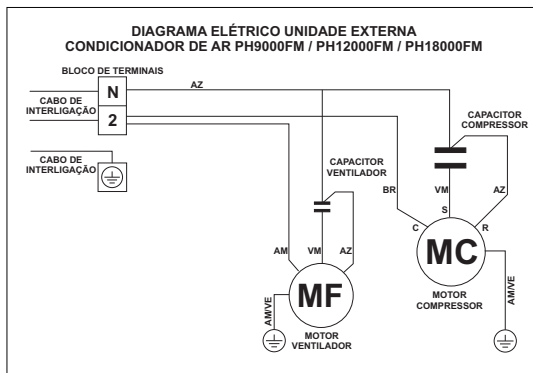 DIAGRAMA ELÉTRICO UNIDADE EXTERNA
CONDICIONADOR DE AR PH9000FM / PH12000FM / PH18000FM
BLOCO DE TERMINAIS
AZ
N
2
CABO DE
INTERLIGAÇÃO
CABO DE
INTERLIGAÇÃO
CAPACITOR
COMPRESSOR
CAPACITOR
VENTILADOR
BR
VM
AZ
S
C
R
MC
MOTOR
COMPRESSOR
AM/VE
AM
VM
AZ
MF
MOTOR
VENTILADOR
AM/VE